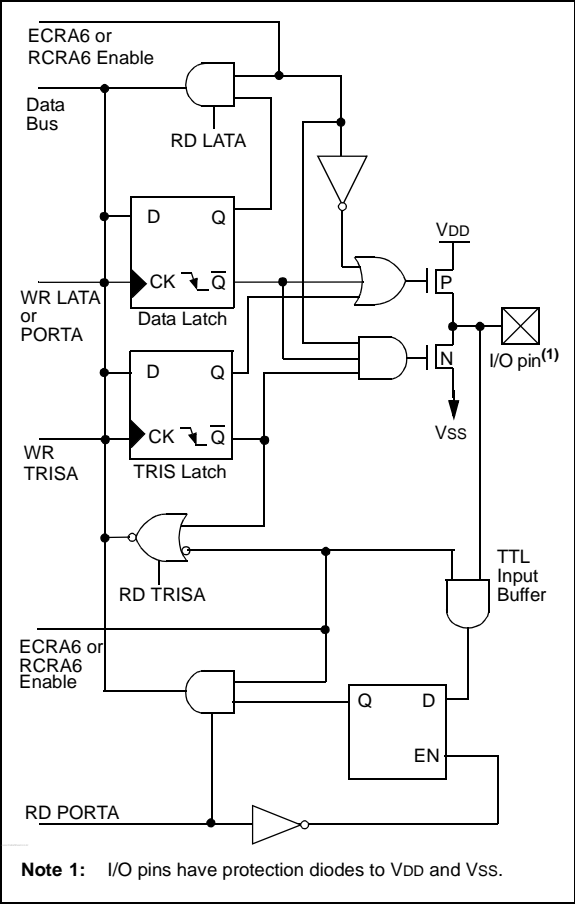 ECRA6 or
RCRA6 Enable
Data
Bus
RD LATA
D Q
VDD
CK Q
P
WR LATA
or
PORTA
Data Latch
I/O pin(1)
N
D Q
VSS
CK Q
WR
TRISA
TRIS Latch
TTL
Input
Buffer
RD TRISA
ECRA6 or
RCRA6
Enable
Q D
EN
RD PORTA
Note 1: I/O pins have protection diodes to VDD and VSS.